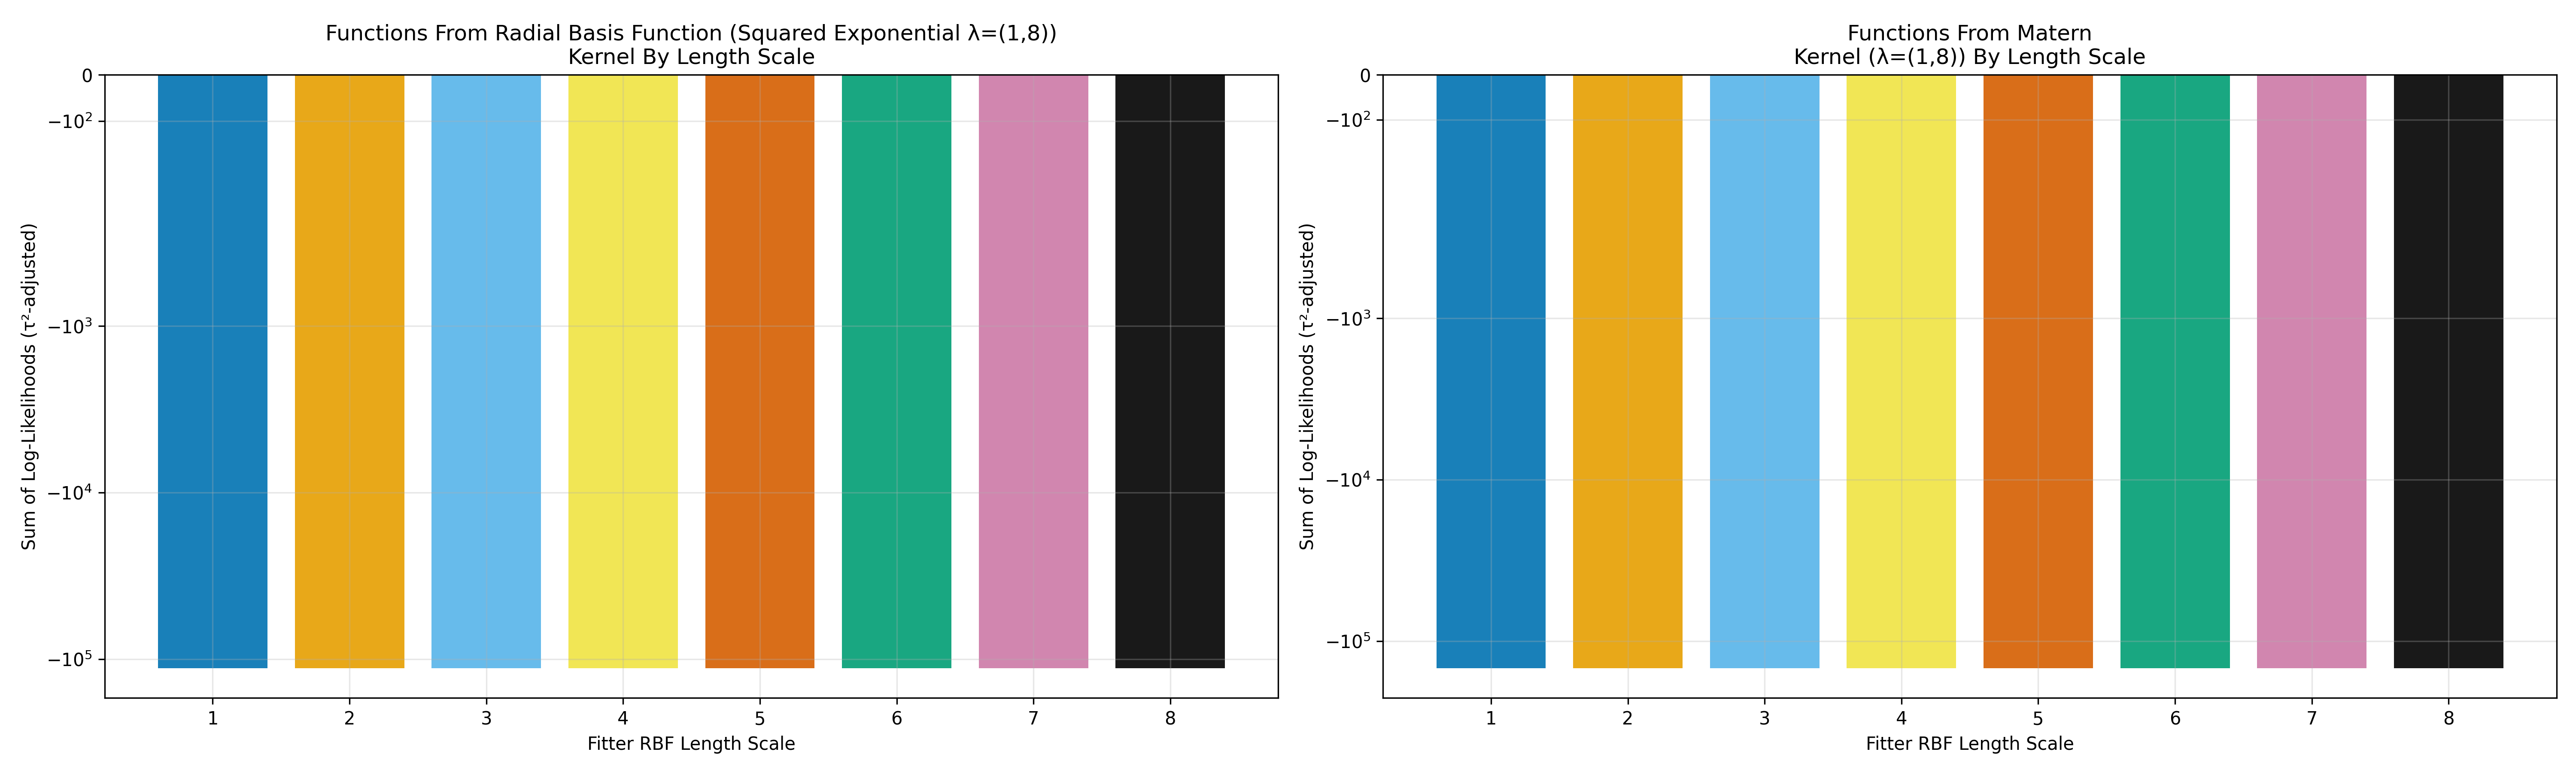 Functions From Radial Basis Function (Squared Exponential λ=(1,8))
Kernel By Length Scale
Sum of Log-Likelihoods (τ²-adjusted)
0
−10²
−10³
−10⁴
−10⁵
1 2 3 4 5 6 7 8
Fitter RBF Length Scale
Functions From Matern
Kernel (λ=(1,8)) By Length Scale
Sum of Log-Likelihoods (τ²-adjusted)
0
−10²
−10³
−10⁴
−10⁵
1 2 3 4 5 6 7 8
Fitter RBF Length Scale